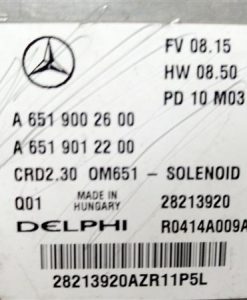 FV 08.15
HW 08.50
PD 10 M03
A 651 900 26 00
A 651 901 22 00
CRD2.30 OM651 - SOLENOID
Q01 MADE IN HUNGARY 28213920
DELPHI R0414A009A
28213920AZR11P5L